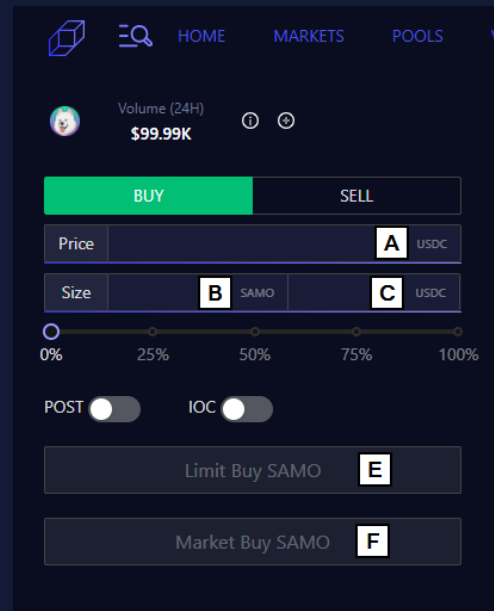 HOME MARKETS POOLS
Volume (24H)
$99.99K
BUY SELL
Price A USDC
Size B SAMO C USDC
0% 25% 50% 75% 100%
POST IOC
Limit Buy SAMO E
Market Buy SAMO F